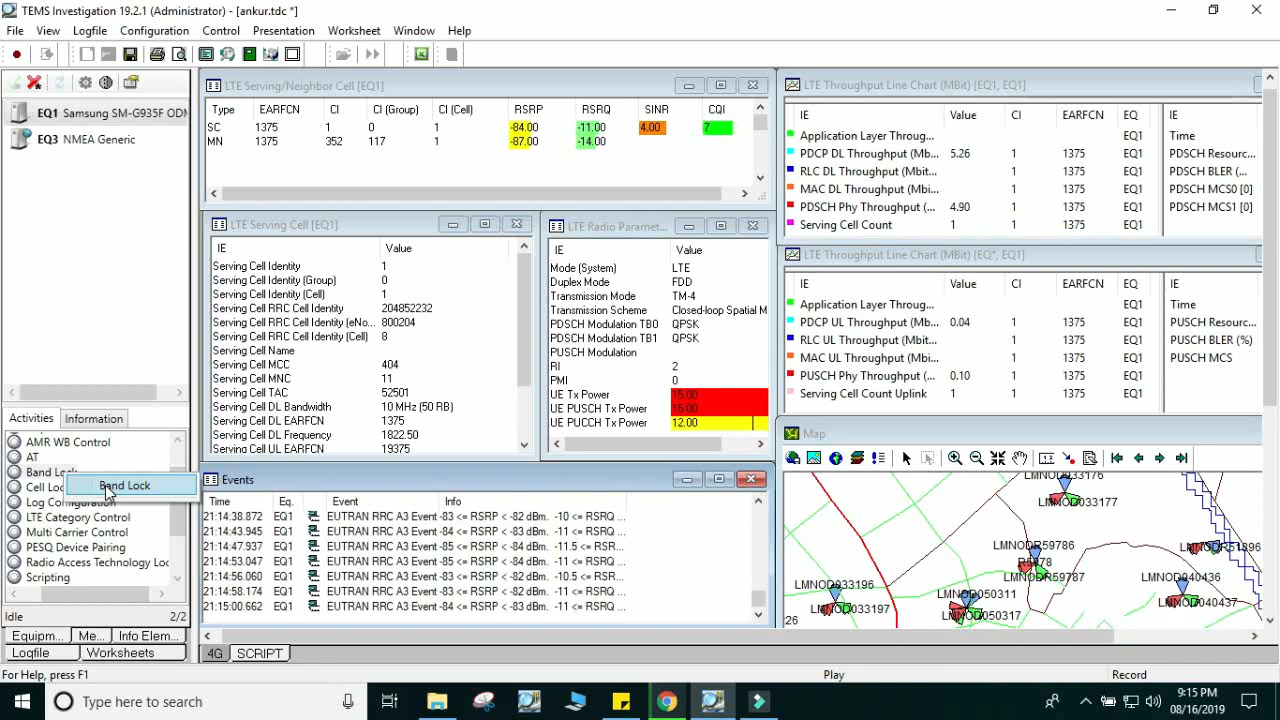 TEMS Investigation 19.2.1 (Administrator) - [ankur.tdc *]
File View Logfile Configuration Control Presentation Worksheet Window Help
EQ1 Samsung SM-G935F ODM
EQ3 NMEA Generic
Activities Information
AMR WB Control
AT
Band Lock
Band Lock
Cell Loc
Log Configuration
LTE Category Control
Multi Carrier Control
PESQ Device Pairing
Radio Access Technology Loc
Scripting
Idle 2/2
Equipm... Me... Info Elem...
Logfile Worksheets
LTE Serving/Neighbor Cell [EQ1]
Type EARFCN CI CI (Group) CI (Cell) RSRP RSRQ SINR CQI
SC 1375 1 0 1 -84.00 -11.00 4.00 7
MN 1375 352 117 1 -87.00 -14.00
LTE Serving Cell [EQ1]
IE Value
Serving Cell Identity 1
Serving Cell Identity (Group) 0
Serving Cell Identity (Cell) 1
Serving Cell RRC Cell Identity 204852232
Serving Cell RRC Cell Identity (eNo... 800204
Serving Cell RRC Cell Identity (Cell) 8
Serving Cell Name
Serving Cell MCC 404
Serving Cell MNC 11
Serving Cell TAC 52501
Serving Cell DL Bandwidth 10 MHz (50 RB)
Serving Cell DL EARFCN 1375
Serving Cell DL Frequency 1822.50
Serving Cell UL EARFCN 19375
LTE Radio Paramet...
IE Value
Mode (System) LTE
Duplex Mode FDD
Transmission Mode TM-4
Transmission Scheme Closed-loop Spatial M
PDSCH Modulation TB0 QPSK
PDSCH Modulation TB1 QPSK
PUSCH Modulation
RI 2
PMI 0
UE Tx Power 15.00
UE PUSCH Tx Power 15.00
UE PUCCH Tx Power 12.00
Events
Time Eq. Event Info
21:14:38.872 EQ1 EUTRAN RRC A3 Event -83 <= RSRP < -82 dBm. -10 <= RSRQ ...
21:14:43.945 EQ1 EUTRAN RRC A3 Event -84 <= RSRP < -83 dBm. -11 <= RSRQ ...
21:14:47.937 EQ1 EUTRAN RRC A3 Event -85 <= RSRP < -84 dBm. -11.5 <= RSR...
21:14:53.047 EQ1 EUTRAN RRC A3 Event -85 <= RSRP < -84 dBm. -11 <= RSRQ ...
21:14:56.060 EQ1 EUTRAN RRC A3 Event -83 <= RSRP < -82 dBm. -10.5 <= RSR...
21:14:58.174 EQ1 EUTRAN RRC A3 Event -84 <= RSRP < -83 dBm. -11 <= RSRQ ...
21:15:00.662 EQ1 EUTRAN RRC A3 Event -84 <= RSRP < -83 dBm. -11 <= RSRQ ...
4G SCRIPT
LTE Throughput Line Chart (MBit) [EQ1, EQ1]
IE Value CI EARFCN EQ IE
Application Layer Throug... EQ1 Time
PDCP DL Throughput (Mb... 5.26 1 1375 EQ1 PDSCH Resourc...
RLC DL Throughput (Mbit... 1 1375 EQ1 PDSCH BLER (...
MAC DL Throughput (Mbit... 1 1375 EQ1 PDSCH MCS0 [0]
PDSCH Phy Throughput (... 4.90 1 1375 EQ1 PDSCH MCS1 [0]
Serving Cell Count 1 1375 EQ1
LTE Throughput Line Chart (MBit) [EQ*, EQ1]
IE Value CI EARFCN EQ IE
Application Layer Throug... EQ1 Time
PDCP UL Throughput (Mb... 0.04 1 1375 EQ1 PUSCH Resourc...
RLC UL Throughput (Mbit... 1 1375 EQ1 PUSCH BLER (%)
MAC UL Throughput (Mbit... 1 1375 EQ1 PUSCH MCS
PUSCH Phy Throughput (... 0.10 1 1375 EQ1
Serving Cell Count Uplink 1 1375 EQ1
Map
LMNOD033176
LMNOD033177
LMNODR59786
LMNODR59787
LMNOD033196
LMNOD033197
LMNOD050311
LMNOD050317
LMNOD040436
LMNOD040437
26
For Help, press F1 Play Record
Type here to search
9:15 PM
08/16/2019